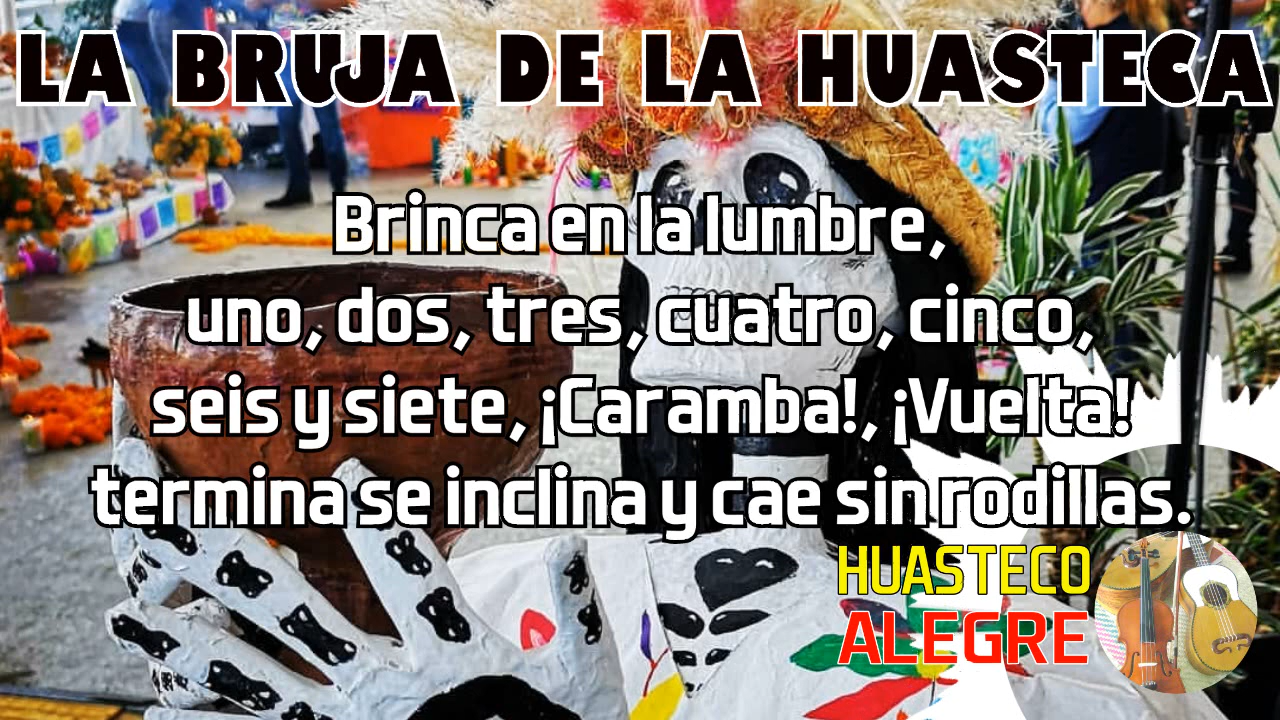 LA BRUJA DE LA HUASTECA
Brinca en la lumbre,
uno, dos, tres, cuatro, cinco,
seis y siete, ¡Caramba!, ¡Vuelta!
termina se inclina y cae sin rodillas.
HUASTECO
ALEGRE